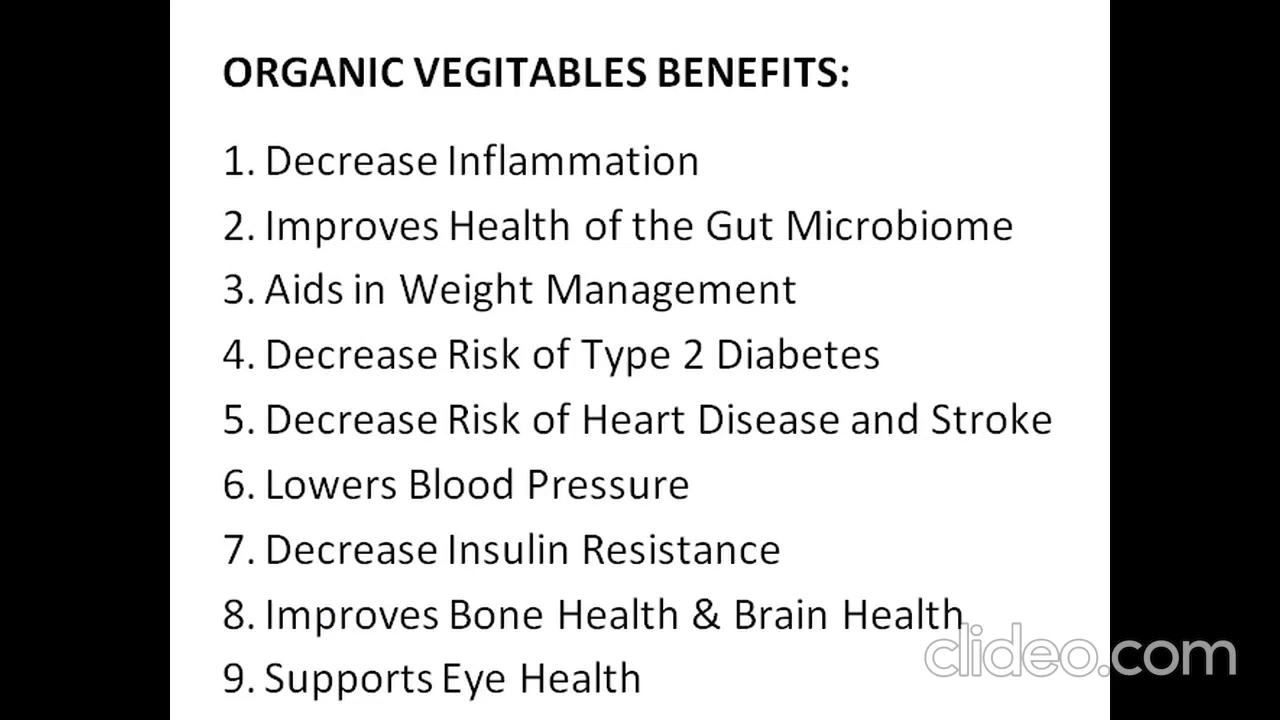 ORGANIC VEGITABLES BENEFITS:
1. Decrease Inflammation
2. Improves Health of the Gut Microbiome
3. Aids in Weight Management
4. Decrease Risk of Type 2 Diabetes
5. Decrease Risk of Heart Disease and Stroke
6. Lowers Blood Pressure
7. Decrease Insulin Resistance
8. Improves Bone Health & Brain Health
clideo.com
9. Supports Eye Health